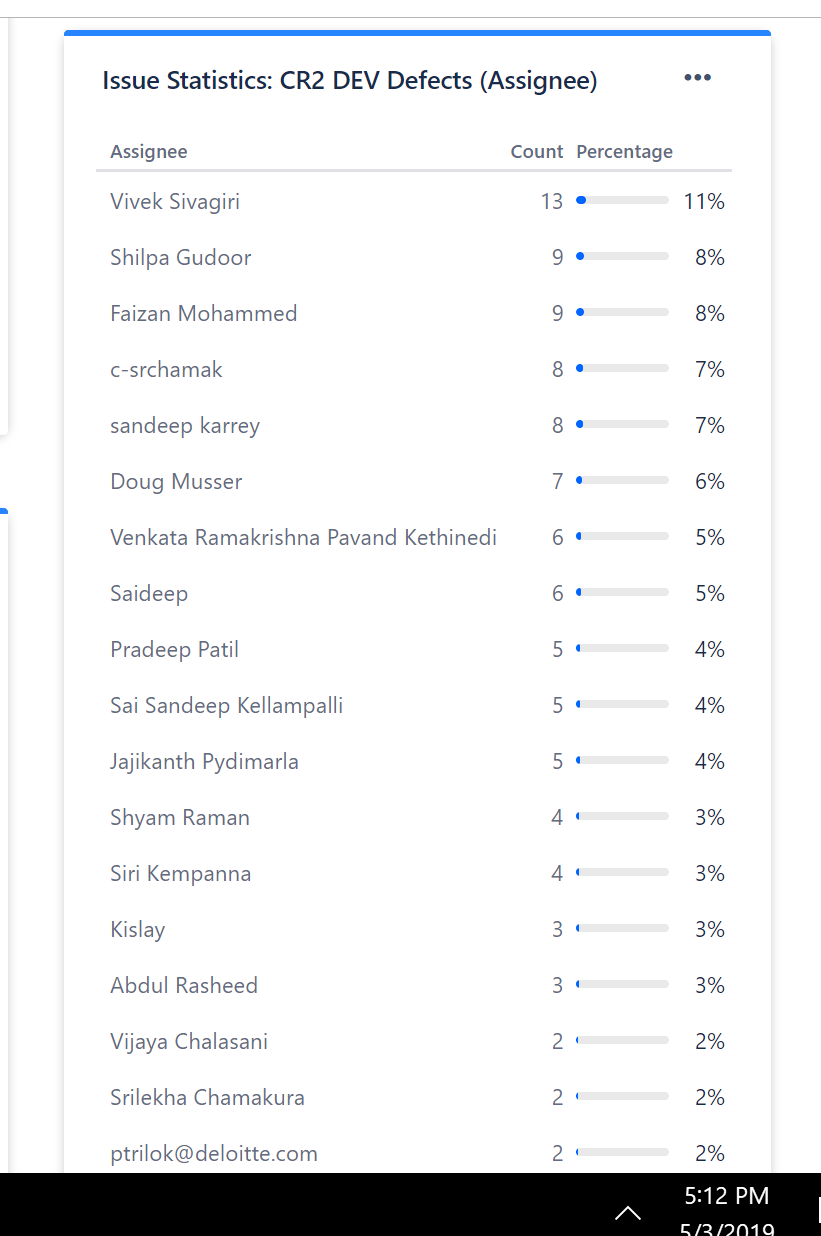 Issue Statistics: CR2 DEV Defects (Assignee)
Assignee Count Percentage
Vivek Sivagiri 13 11%
Shilpa Gudoor 9 8%
Faizan Mohammed 9 8%
c-srchamak 8 7%
sandeep karrey 8 7%
Doug Musser 7 6%
Venkata Ramakrishna Pavand Kethinedi 6 5%
Saideep 6 5%
Pradeep Patil 5 4%
Sai Sandeep Kellampalli 5 4%
Jajikanth Pydimarla 5 4%
Shyam Raman 4 3%
Siri Kempanna 4 3%
Kislay 3 3%
Abdul Rasheed 3 3%
Vijaya Chalasani 2 2%
Srilekha Chamakura 2 2%
ptrilok@deloitte.com 2 2%
5:12 PM
5/3/2019